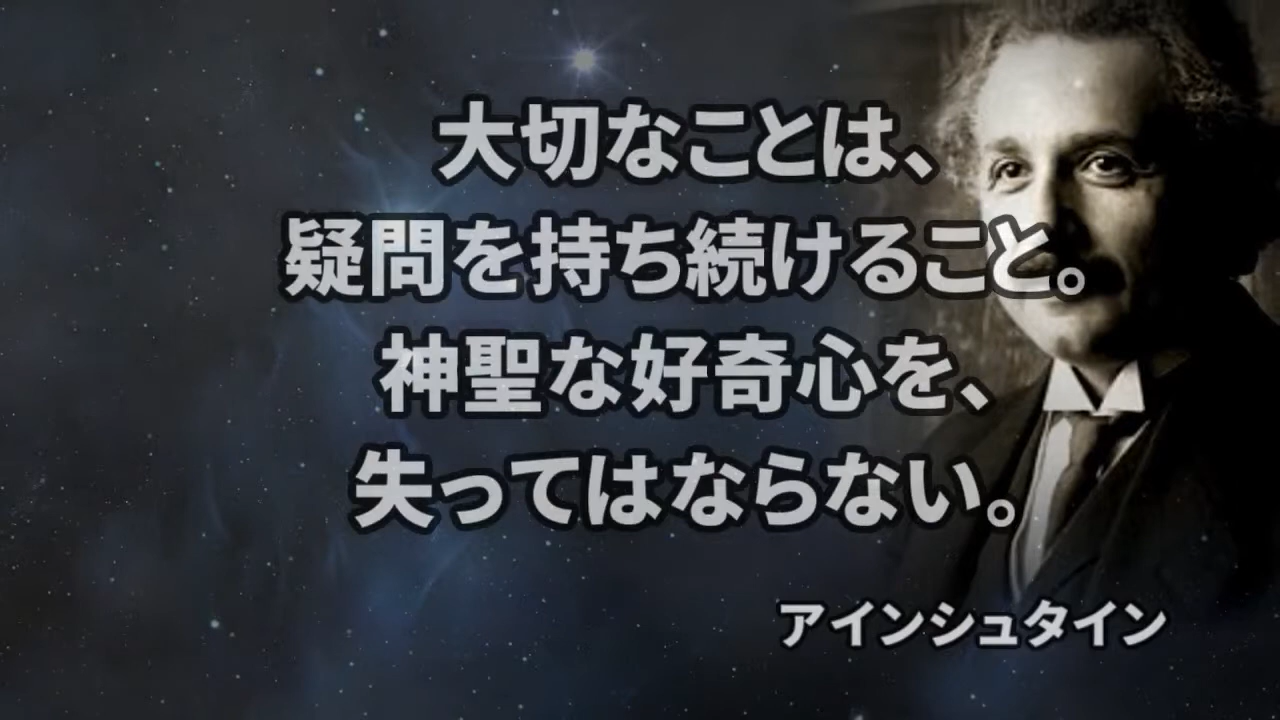 大切なことは、
疑問を持ち続けること。
神聖な好奇心を、
失ってはならない。
アインシュタイン